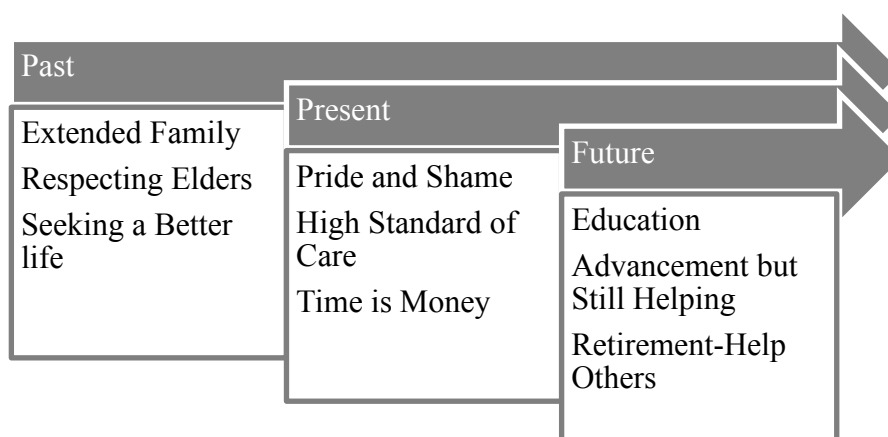 Past
Extended Family
Respecting Elders
Seeking a Better
life
Present
Pride and Shame
High Standard of
Care
Time is Money
Future
Education
Advancement but
Still Helping
Retirement-Help
Others